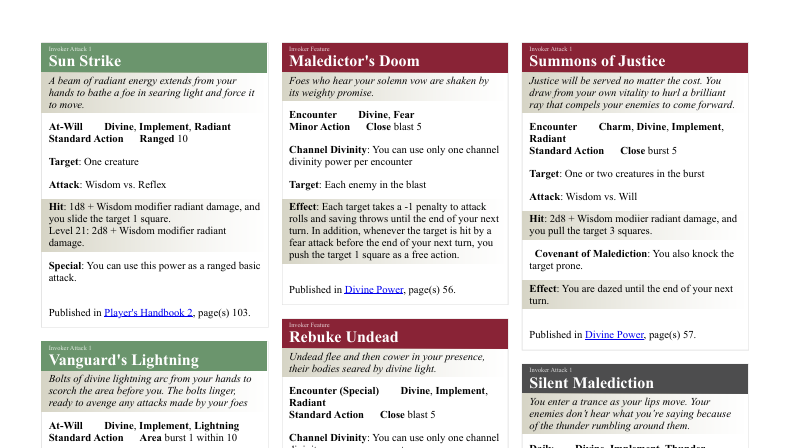 Invoker Attack 1
Sun Strike
A beam of radiant energy extends from your
hands to bathe a foe in searing light and force it
to move.
At-Will Divine, Implement, Radiant
Standard Action Ranged 10
Target: One creature
Attack: Wisdom vs. Reflex
Hit: 1d8 + Wisdom modifier radiant damage, and
you slide the target 1 square.
Level 21: 2d8 + Wisdom modifier radiant
damage.
Special: You can use this power as a ranged basic
attack.
Published in Player's Handbook 2, page(s) 103.
Invoker Attack 1
Vanguard's Lightning
Bolts of divine lightning arc from your hands to
scorch the area before you. The bolts linger,
ready to avenge any attacks made by your foes
At-Will Divine, Implement, Lightning
Standard Action Area burst 1 within 10
Invoker Feature
Maledictor's Doom
Foes who hear your solemn vow are shaken by
its weighty promise.
Encounter Divine, Fear
Minor Action Close blast 5
Channel Divinity: You can use only one channel
divinity power per encounter
Target: Each enemy in the blast
Effect: Each target takes a -1 penalty to attack
rolls and saving throws until the end of your next
turn. In addition, whenever the target is hit by a
fear attack before the end of your next turn, you
push the target 1 square as a free action.
Published in Divine Power, page(s) 56.
Invoker Feature
Rebuke Undead
Undead flee and then cower in your presence,
their bodies seared by divine light.
Encounter (Special) Divine, Implement,
Radiant
Standard Action Close blast 5
Channel Divinity: You can use only one channel
Invoker Attack 1
Summons of Justice
Justice will be served no matter the cost. You
draw from your own vitality to hurl a brilliant
ray that compels your enemies to come forward.
Encounter Charm, Divine, Implement,
Radiant
Standard Action Close burst 5
Target: One or two creatures in the burst
Attack: Wisdom vs. Will
Hit: 2d8 + Wisdom modiier radiant damage, and
you pull the target 3 squares.
Covenant of Malediction: You also knock the
target prone.
Effect: You are dazed until the end of your next
turn.
Published in Divine Power, page(s) 57.
Invoker Attack 1
Silent Malediction
You enter a trance as your lips move. Your
enemies don't hear what you're saying because
of the thunder rumbling around them.